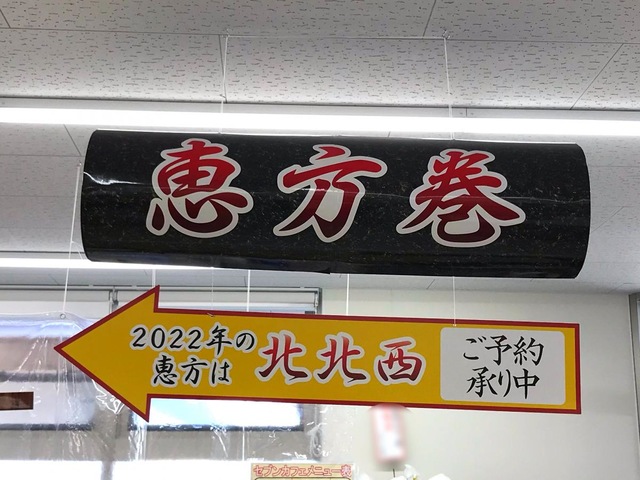 恵方巻
2022年の
恵方は
北北西
ご予約
承り中
セブンカフェメニュー表